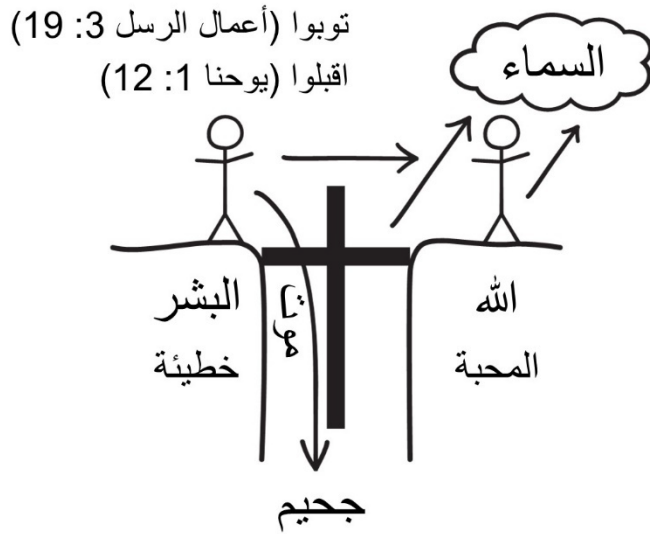 توبوا (أعمال الرسل 3: 19)
اقبلوا (يوحنا 1: 12)
السماء
البشر
خطيئة
موت
الله
المحبة
جحيم